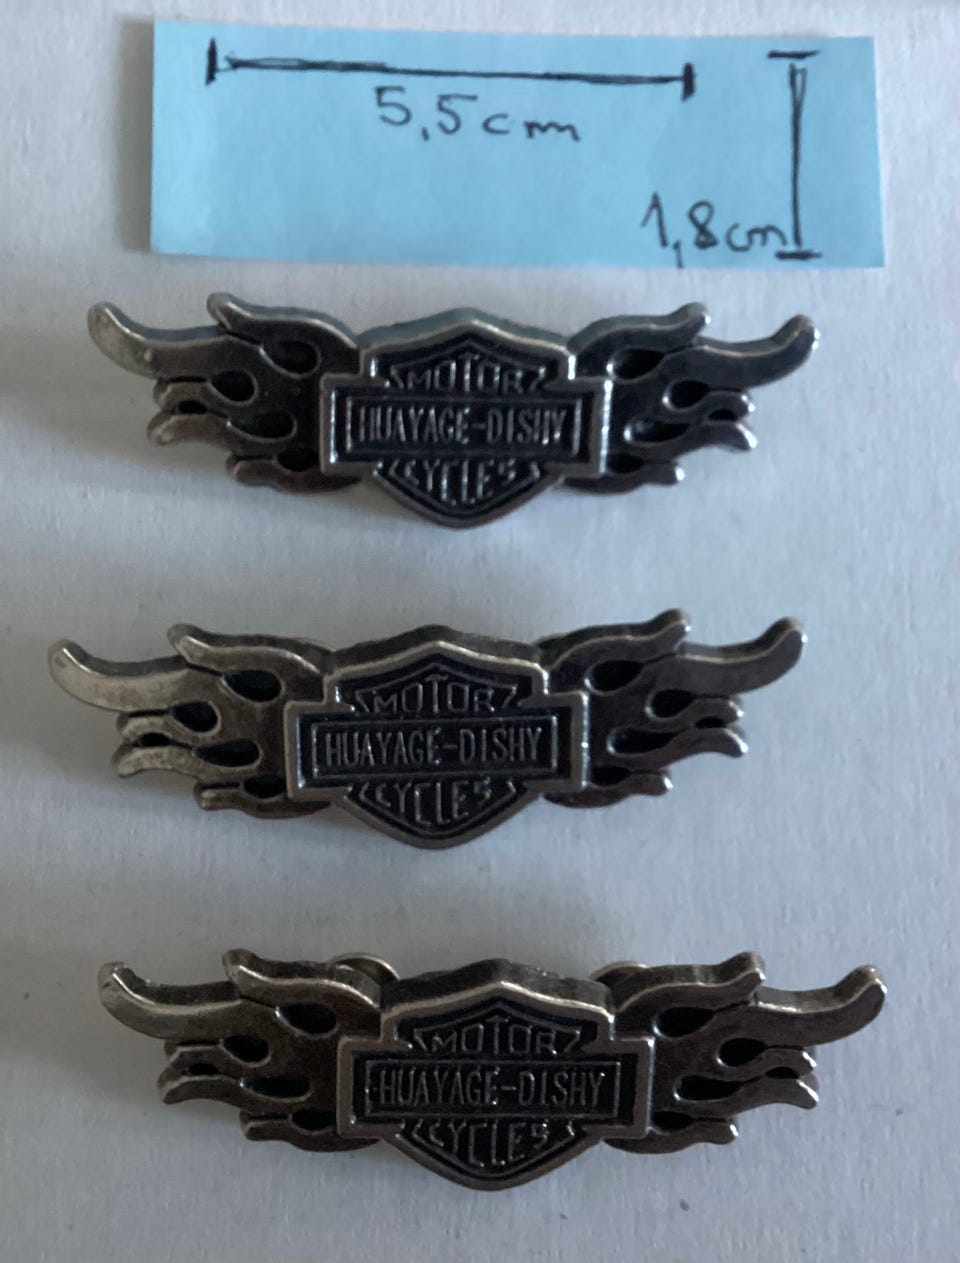 5,5cm
1,8cm
MOTOR
HUAYAGE-DISHY
CYCLES
MOTOR
HUAYAGE-DISHY
CYCLES
MOTOR
HUAYAGE-DISHY
CYCLES